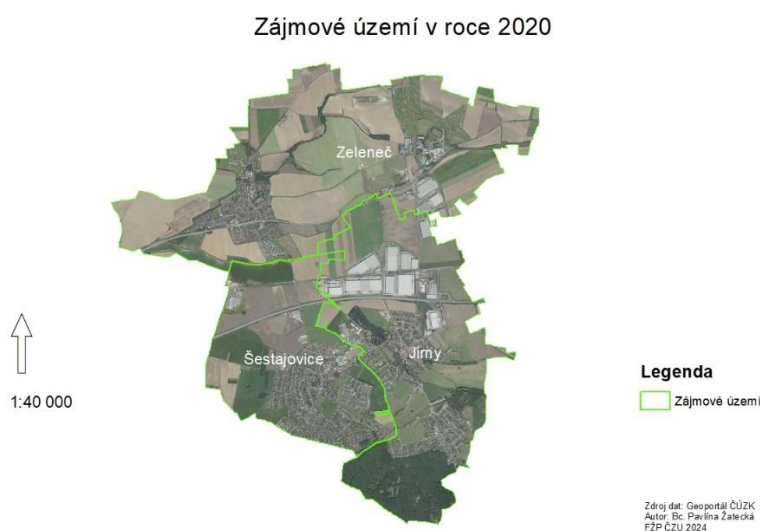 Zájmové území v roce 2020
Zeleneč
Šestajovice
Jirny
1:40 000
Legenda
Zájmové území
Zdroj dat: Geoportál ČÚZK
Autor: Bc. Pavlína Žatecká
FŽP ČZU 2024